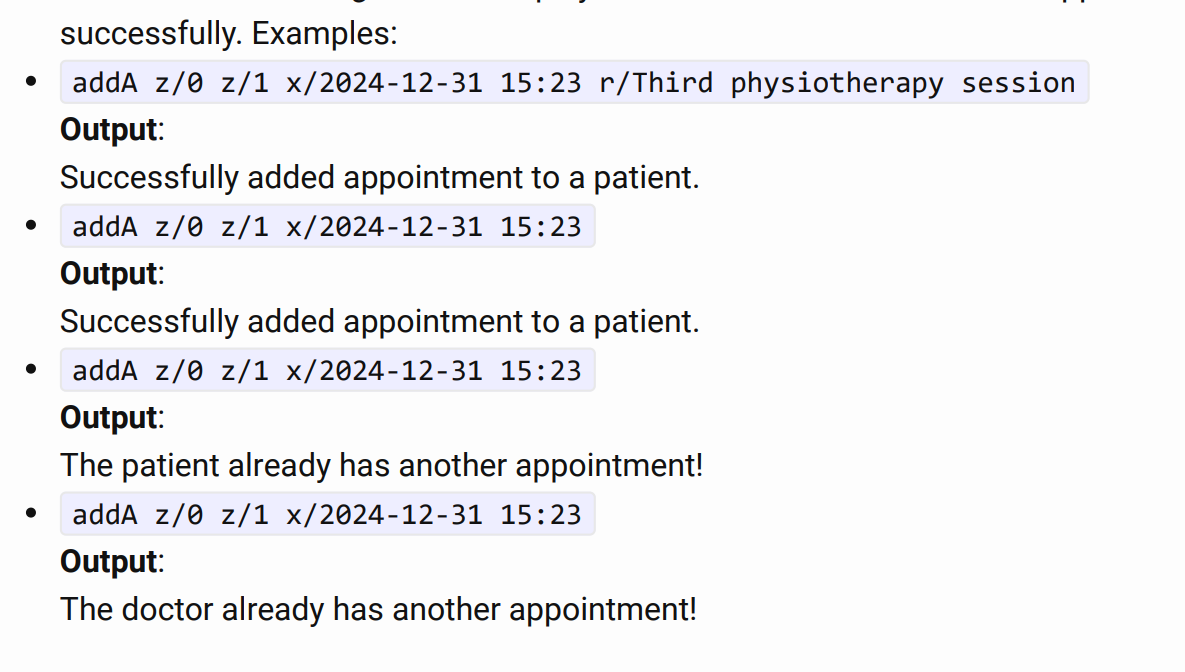 successfully. Examples:
• addA z/0 z/1 x/2024-12-31 15:23 r/Third physiotherapy session
Output:
Successfully added appointment to a patient.
• addA z/0 z/1 x/2024-12-31 15:23
Output:
Successfully added appointment to a patient.
• addA z/0 z/1 x/2024-12-31 15:23
Output:
The patient already has another appointment!
• addA z/0 z/1 x/2024-12-31 15:23
Output:
The doctor already has another appointment!